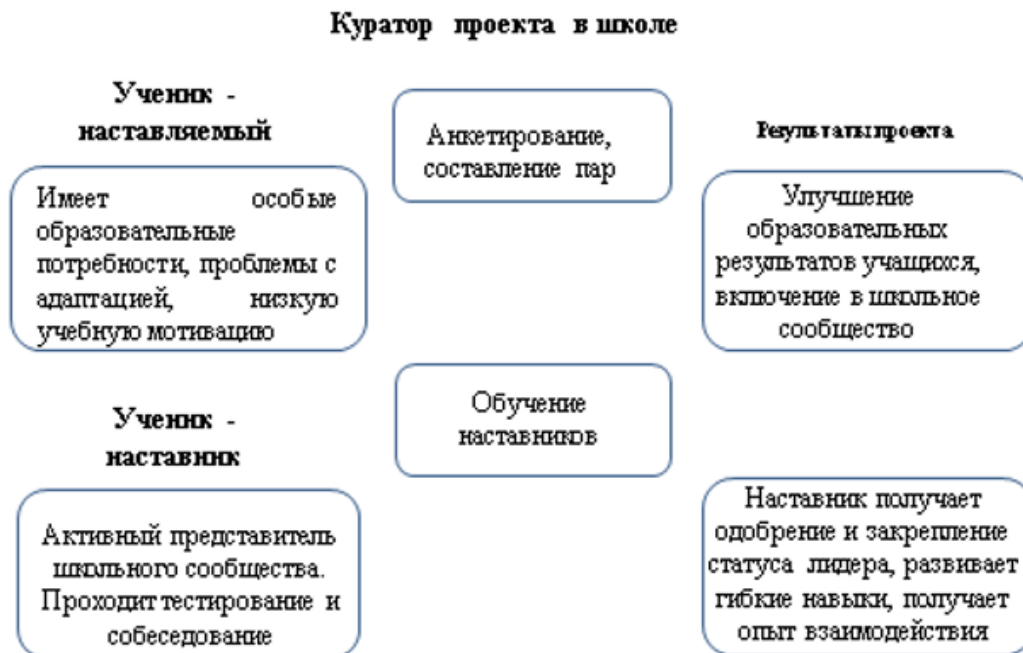 Куратор проекта в школе
Ученик -
наставляемый
Имеет особые
образовательные
потребности, проблемы с
адаптацией, низкую
учебную мотивацию
Анкетирование,
составление пар
Результаты проекта
Улучшение
образовательных
результатов учащихся,
включение в школьное
сообщество
Ученик -
наставник
Активный представитель
школьного сообщества.
Проходит тестирование и
собеседование
Обучение
наставников
Наставник получает
одобрение и закрепление
статуса лидера, развивает
гибкие навыки, получает
опыт взаимодействия